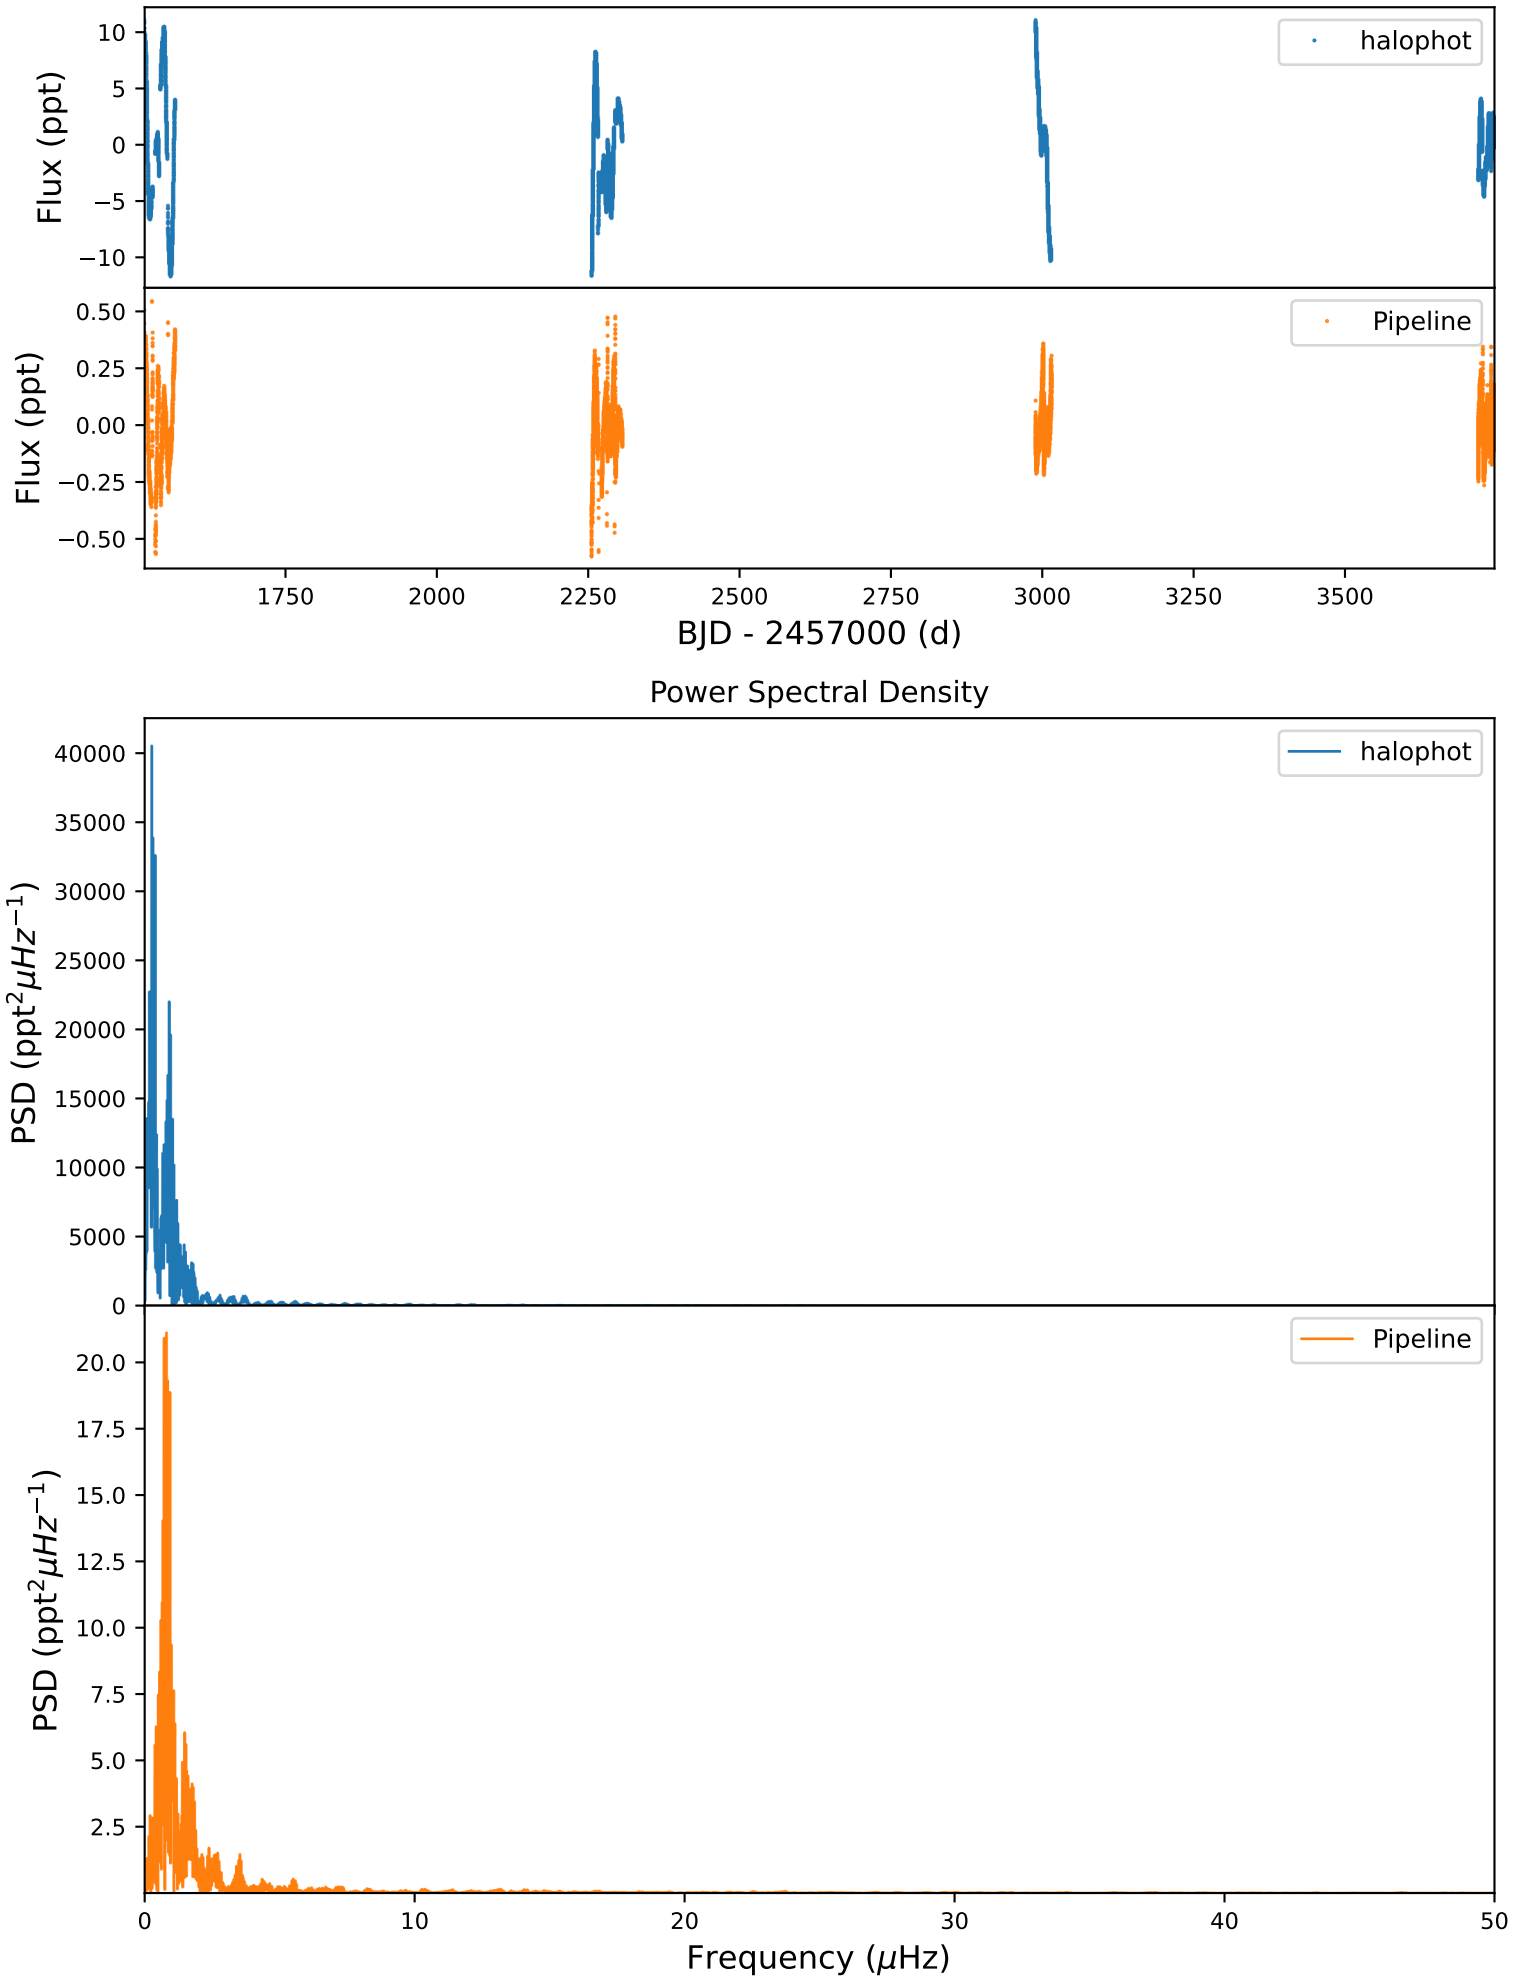 10
5
0
−5
−10
Flux (ppt)
halophot
0.50
0.25
0.00
−0.25
−0.50
Flux (ppt)
Pipeline
1750 2000 2250 2500 2750 3000 3250 3500
BJD - 2457000 (d)
Power Spectral Density
40000
35000
30000
25000
20000
15000
10000
5000
0
PSD (ppt²μHz⁻¹)
halophot
20.0
17.5
15.0
12.5
10.0
7.5
5.0
2.5
PSD (ppt²μHz⁻¹)
Pipeline
0 10 20 30 40 50
Frequency (μHz)